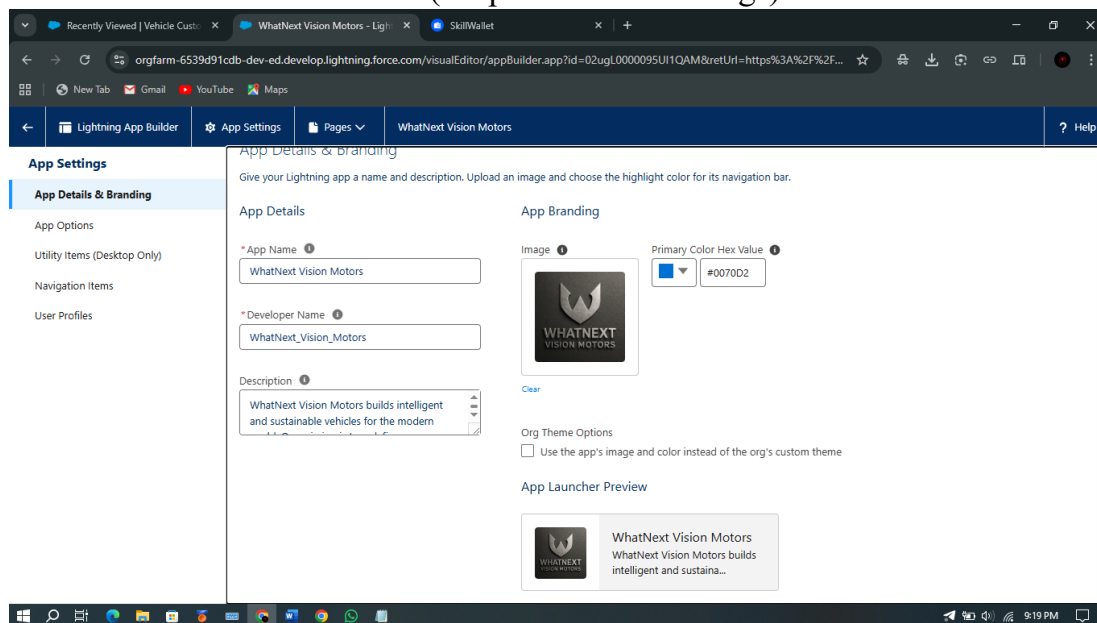 Recently Viewed | Vehicle Custo
WhatNext Vision Motors - Ligh
SkillWallet
orgfarm-6539d91cdb-dev-ed.develop.lightning.force.com/visualEditor/appBuilder.app?id=02ugL0000095UI1QAM&retUrl=https%3A%2F%2F...
New Tab
Gmail
YouTube
Maps
Lightning App Builder
App Settings
Pages
WhatNext Vision Motors
? Help
App Settings
App Details & Branding
App Options
Utility Items (Desktop Only)
Navigation Items
User Profiles
App Details & Branding
Give your Lightning app a name and description. Upload an image and choose the highlight color for its navigation bar.
App Details
*App Name
WhatNext Vision Motors
*Developer Name
WhatNext_Vision_Motors
Description
WhatNext Vision Motors builds intelligent
and sustainable vehicles for the modern
App Branding
Image
Primary Color Hex Value
#0070D2
WHATNEXT
VISION MOTORS
Clear
Org Theme Options
Use the app's image and color instead of the org's custom theme
App Launcher Preview
WHATNEXT
VISION MOTORS
WhatNext Vision Motors
WhatNext Vision Motors builds
intelligent and sustaina...
9:19 PM